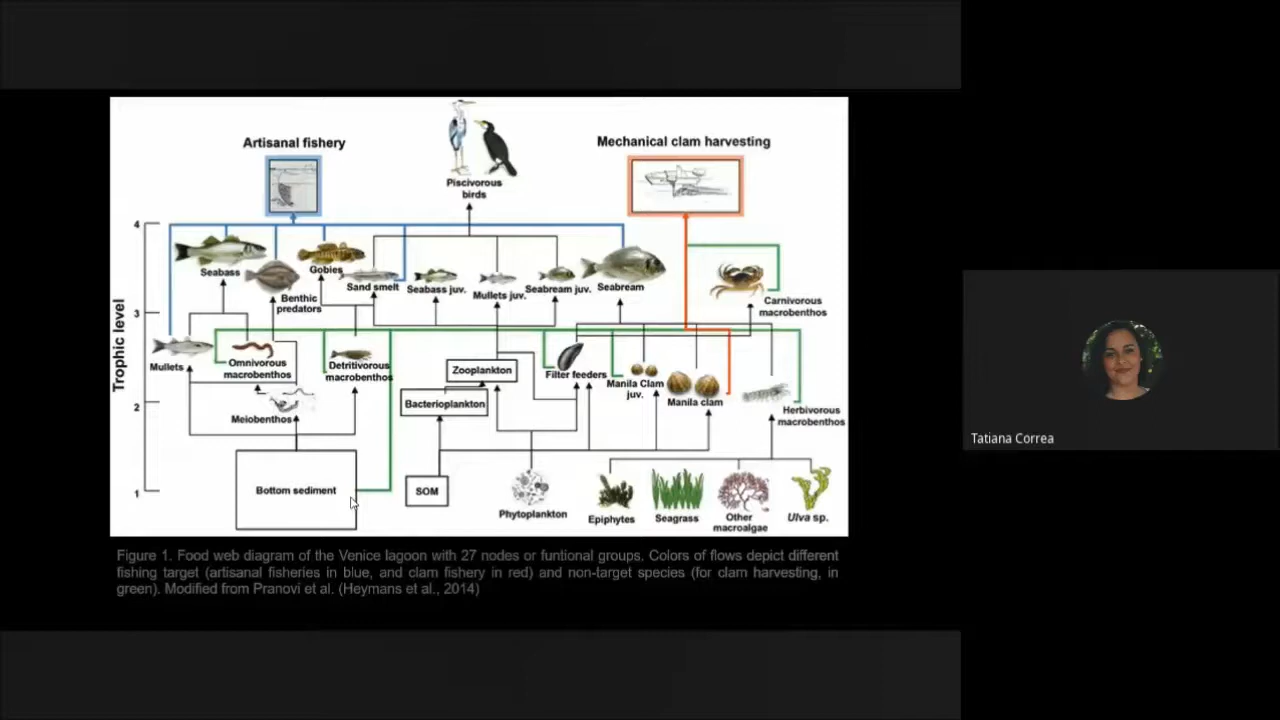 Artisanal fishery
Mechanical clam harvesting
Piscivorous
birds
4
Seabass
Gobies
Benthic
predators
Sand smelt
Seabass juv.
Mullets juv.
Seabream juv.
Seabream
Carnivorous
macrobenthos
3
Trophic level
Mullets
Omnivorous
macrobenthos
Detritivorous
macrobenthos
Zooplankton
Filter feeders
Manila Clam
juv.
Manila clam
Herbivorous
macrobenthos
2
Bacterioplankton
Meiobenthos
1
Bottom sediment
SOM
Phytoplankton
Epiphytes
Seagrass
Other
macroalgae
Ulva sp.
Figure 1. Food web diagram of the Venice lagoon with 27 nodes or funtional groups. Colors of flows depict different
fishing target (artisanal fisheries in blue, and clam fishery in red) and non-target species (for clam harvesting, in
green). Modified from Pranovi et al. (Heymans et al., 2014)
Tatiana Correa